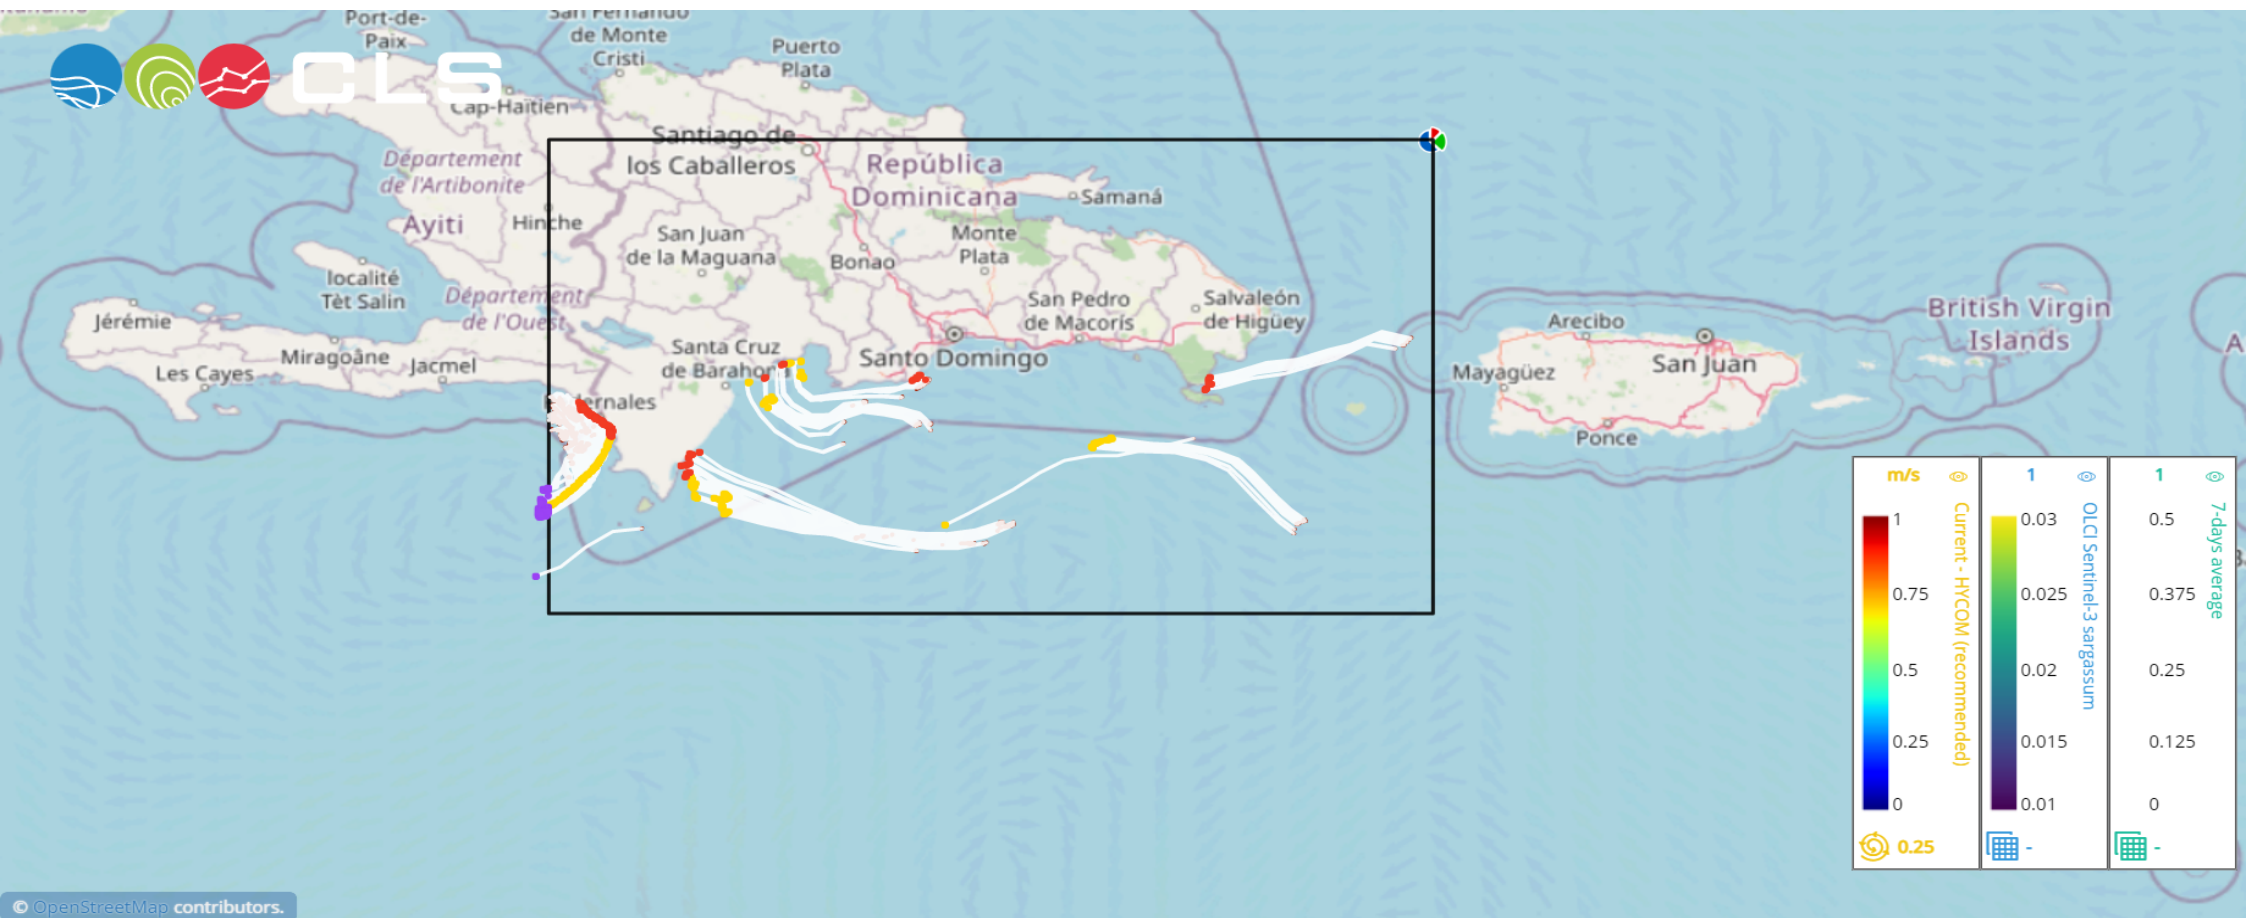 CLS
Port-de-
Paix
San Fernando
de Monte
Cristi
Puerto
Plata
Cap-Haïtien
Santiago de
los Caballeros
Département
de l'Artibonite
República
Dominicana
Samaná
Ayiti
Hinche
San Juan
de la Maguana
Monte
Plata
Bonao
localité
Tèt Salin
Département
de l'Ouest
San Pedro
de Macorís
Salvaleón
de Higüey
British Virgin
Islands
Jérémie
Arecibo
Miragoâne
Jacmel
Santa Cruz
de Barahona
Santo Domingo
San Juan
Les Cayes
Mayagüez
Ponce
m/s
1
0.75
0.5
0.25
0
Current - HYCOM (recommended)
0.25
1
0.03
0.025
0.02
0.015
0.01
OLCI Sentinel-3 sargassum
-
1
0.5
0.375
0.25
0.125
0
7-days average
-
© OpenStreetMap contributors.